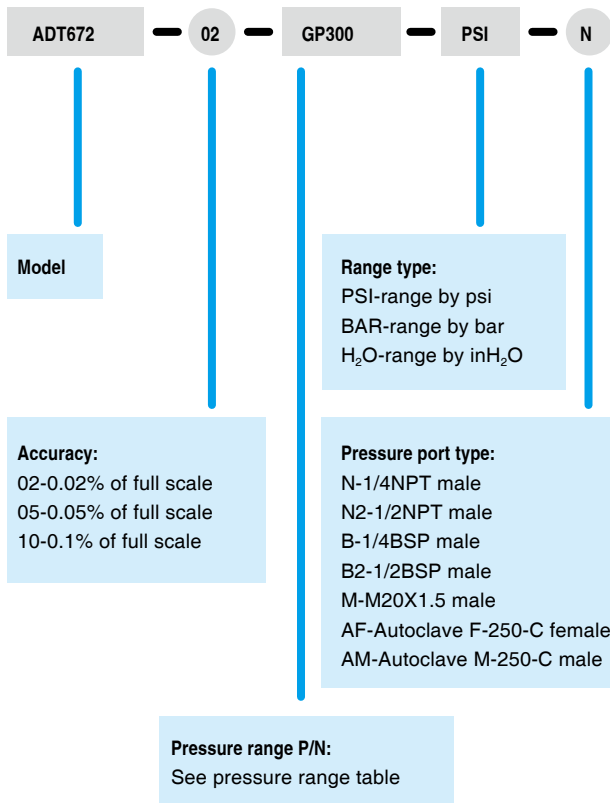 ADT672 02 GP300 PSI N
Model
Range type:
PSI-range by psi
BAR-range by bar
H₂O-range by inH₂O
Accuracy:
02-0.02% of full scale
05-0.05% of full scale
10-0.1% of full scale
Pressure port type:
N-1/4NPT male
N2-1/2NPT male
B-1/4BSP male
B2-1/2BSP male
M-M20X1.5 male
AF-Autoclave F-250-C female
AM-Autoclave M-250-C male
Pressure range P/N:
See pressure range table